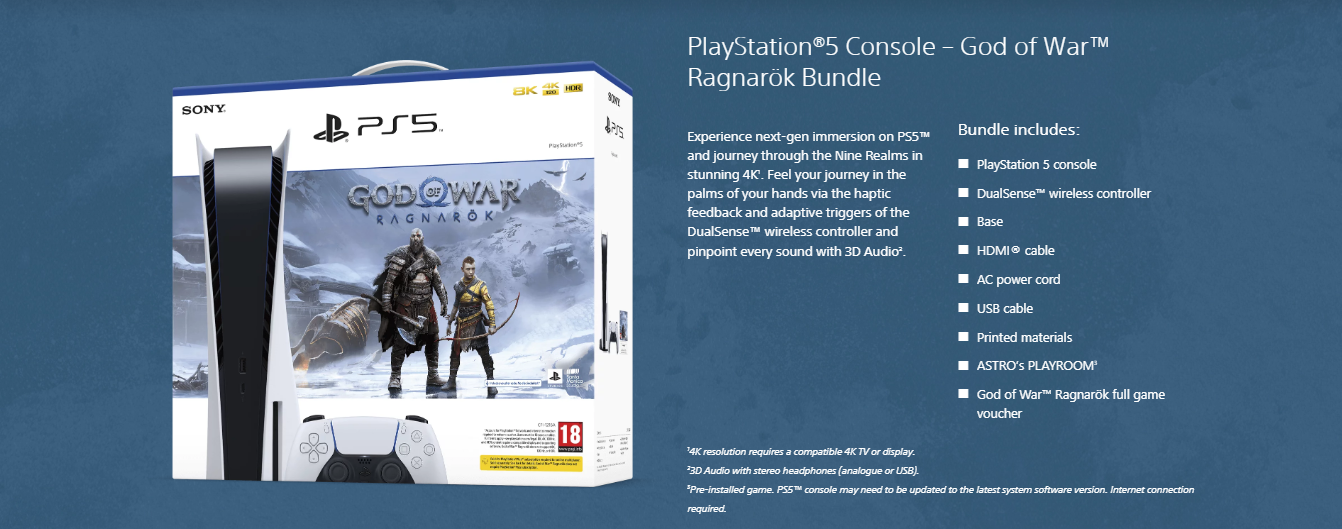 PlayStation®5 Console – God of War™
Ragnarök Bundle
Experience next-gen immersion on PS5™
and journey through the Nine Realms in
stunning 4K¹. Feel your journey in the
palms of your hands via the haptic
feedback and adaptive triggers of the
DualSense™ wireless controller and
pinpoint every sound with 3D Audio².
Bundle includes:
PlayStation 5 console
DualSense™ wireless controller
Base
HDMI® cable
AC power cord
USB cable
Printed materials
ASTRO's PLAYROOM³
God of War™ Ragnarök full game
voucher
¹4K resolution requires a compatible 4K TV or display.
²3D Audio with stereo headphones (analogue or USB).
³Pre-installed game. PS5™ console may need to be updated to the latest system software version. Internet connection
required.
SONY
8K 4K 120 HDR
PS5™
PlayStation®5
GOD OF WAR
RAGNARÖK
18
SONY
PS5